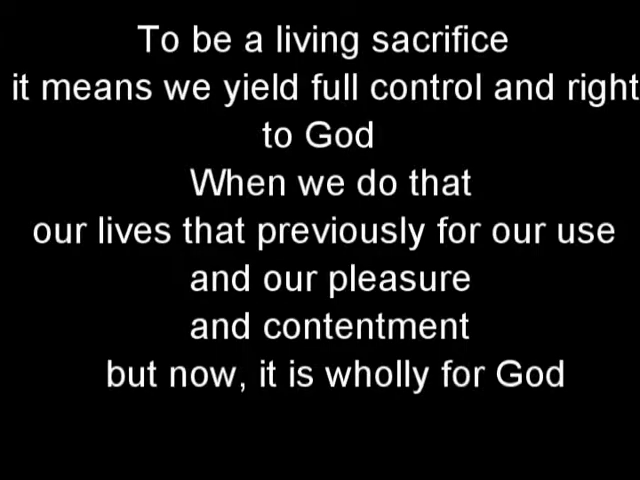 To be a living sacrifice
it means we yield full control and right
to God
When we do that
our lives that previously for our use
and our pleasure
and contentment
but now, it is wholly for God